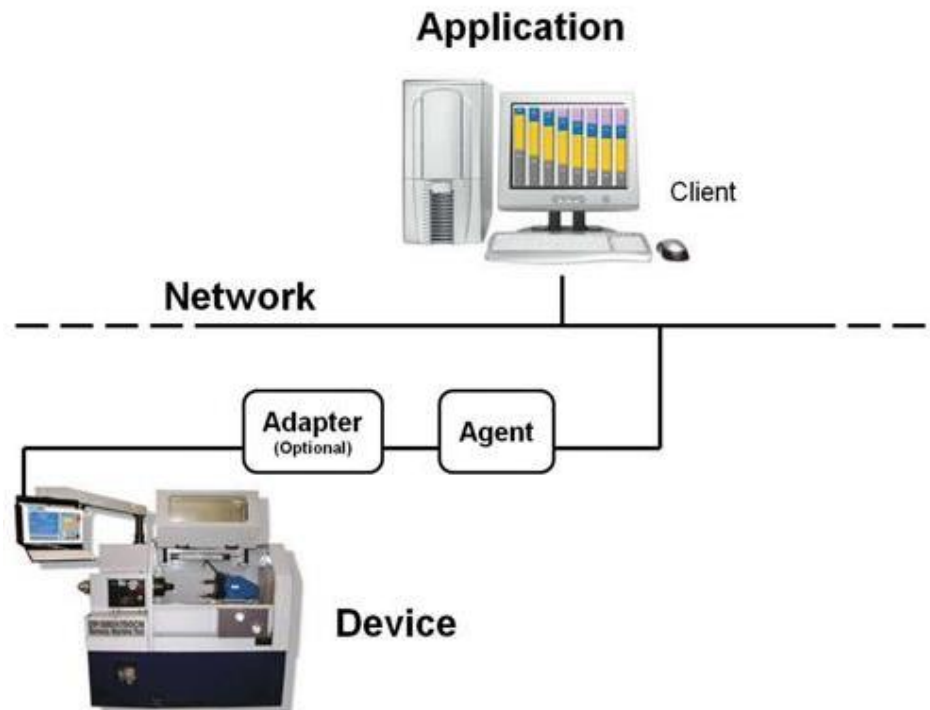 Application
Client
Network
Adapter
(Optional)
Agent
Device